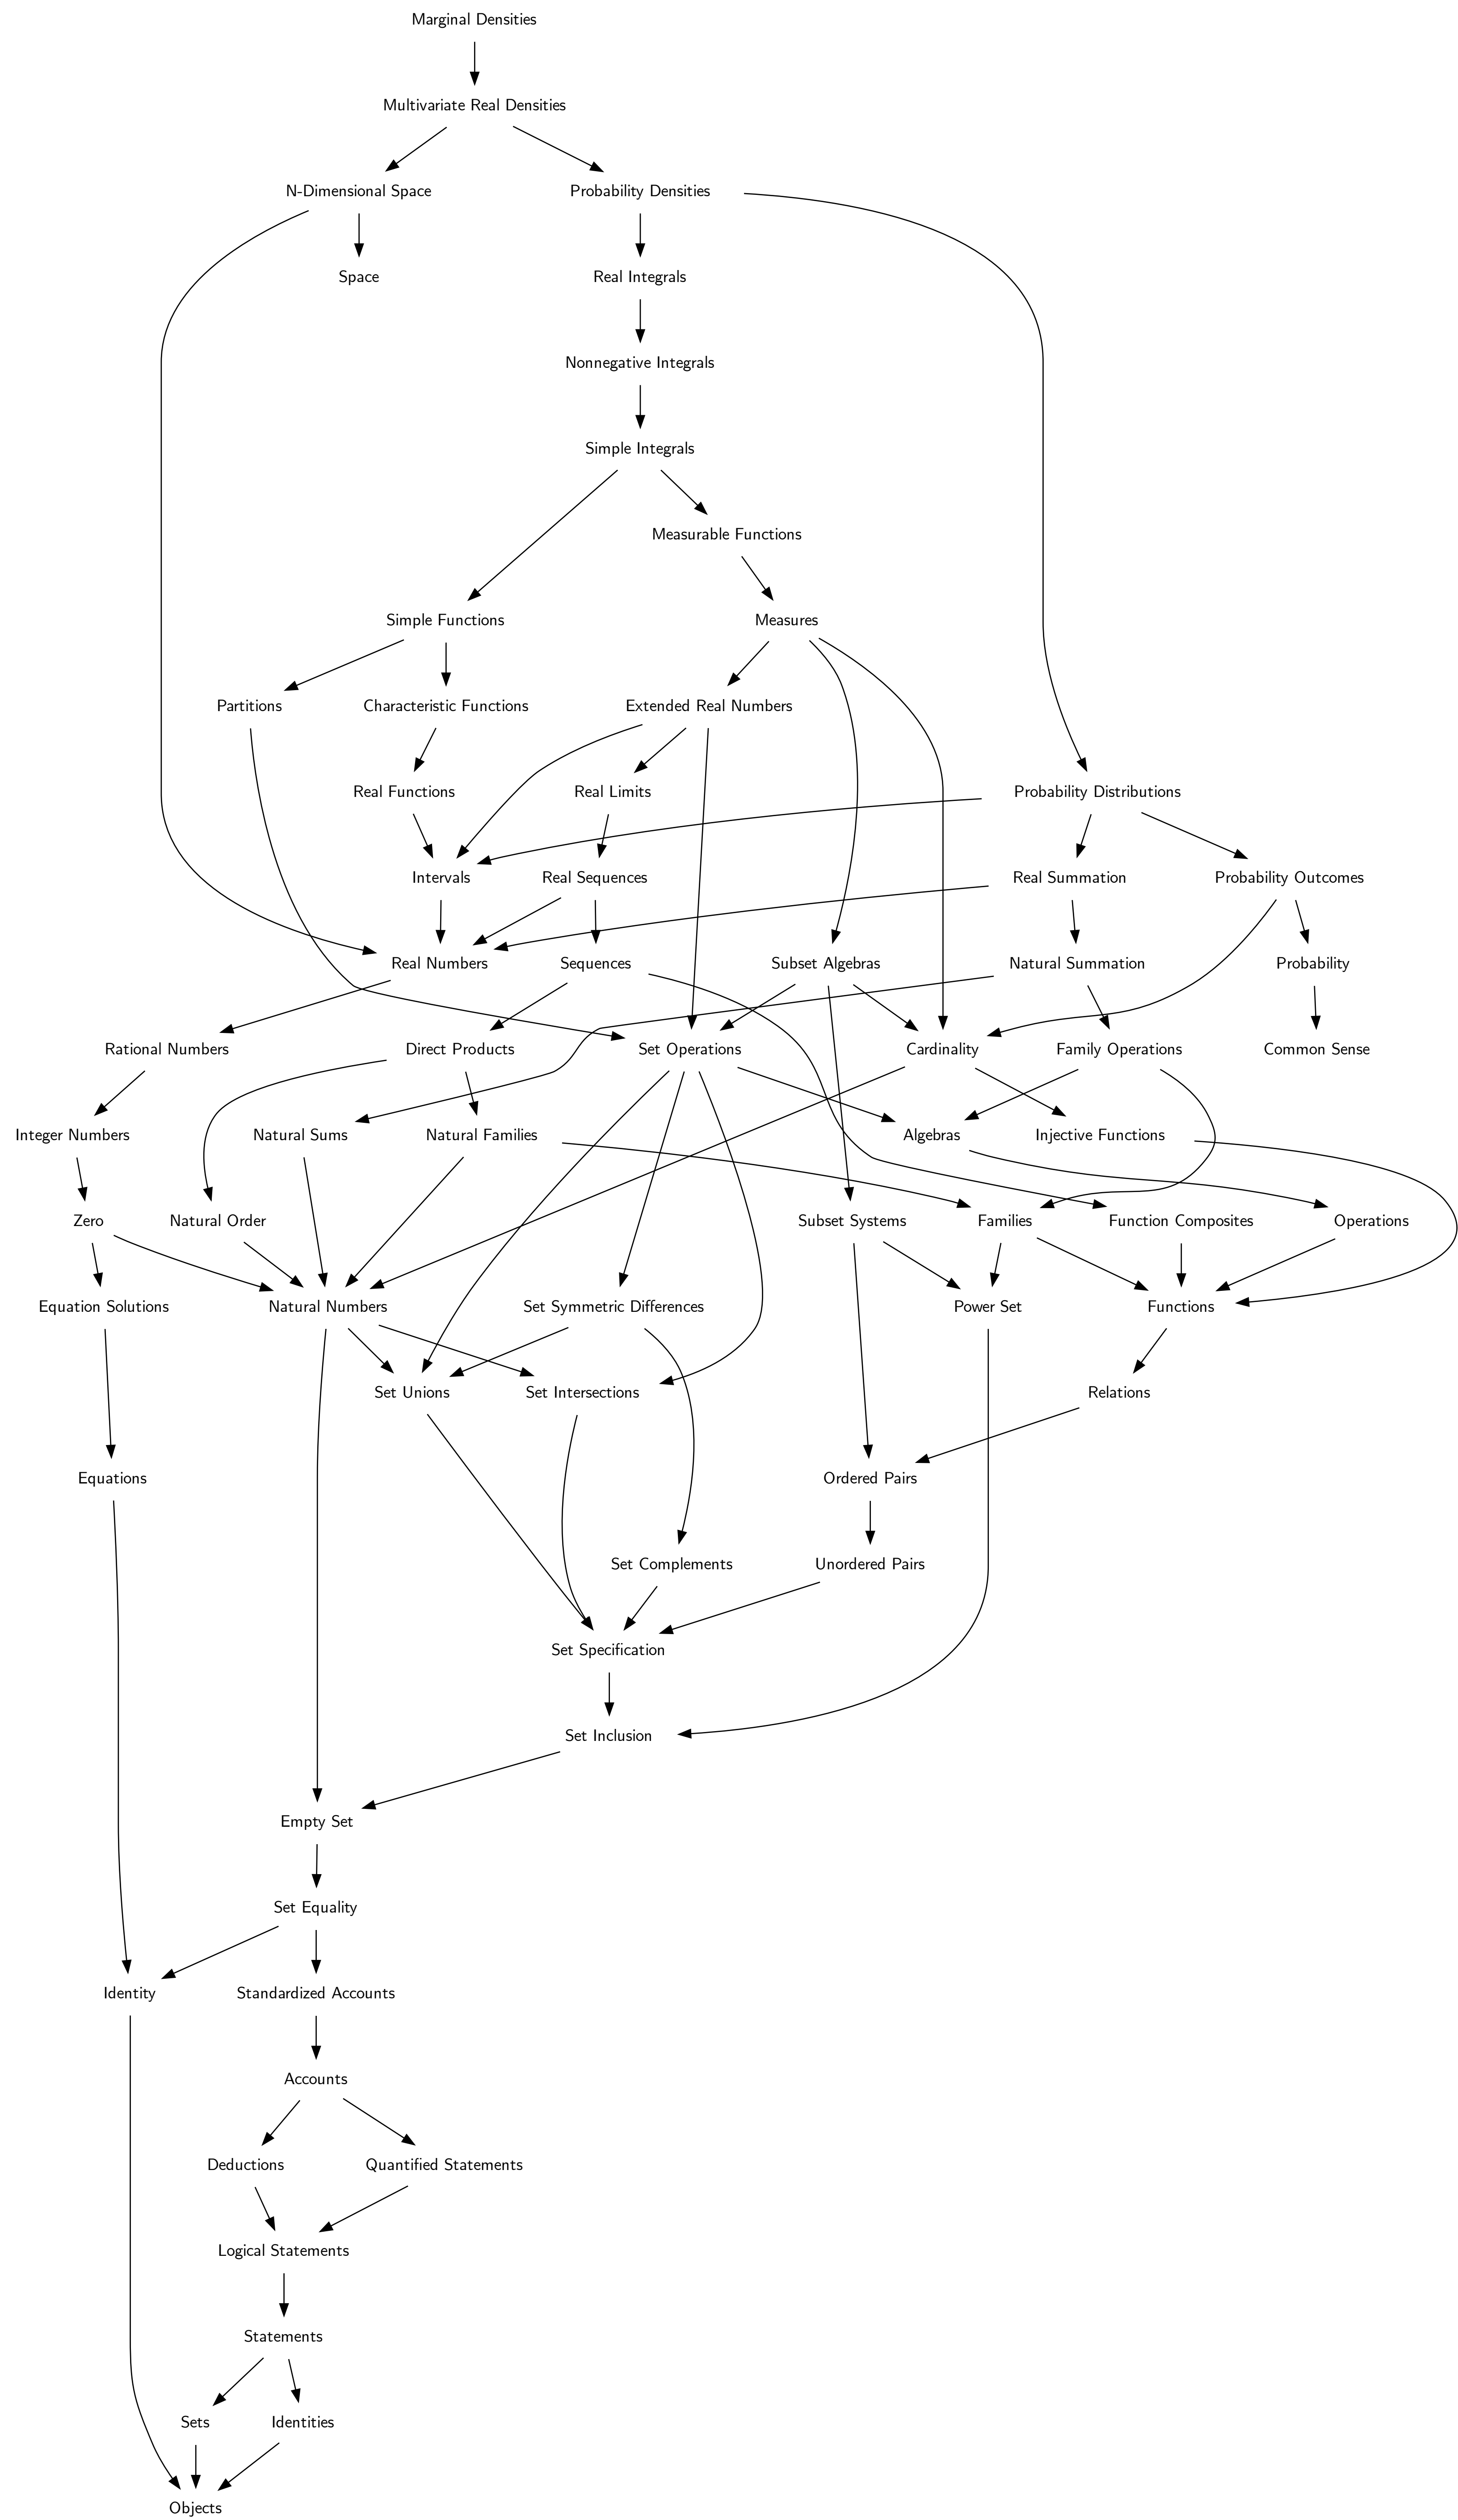 Marginal Densities
Multivariate Real Densities
N-Dimensional Space
Probability Densities
Space
Real Integrals
Nonnegative Integrals
Simple Integrals
Measurable Functions
Simple Functions
Measures
Partitions
Characteristic Functions
Extended Real Numbers
Real Functions
Real Limits
Probability Distributions
Intervals
Real Sequences
Real Summation
Probability Outcomes
Real Numbers
Sequences
Subset Algebras
Natural Summation
Probability
Rational Numbers
Direct Products
Set Operations
Cardinality
Family Operations
Common Sense
Integer Numbers
Natural Sums
Natural Families
Algebras
Injective Functions
Zero
Natural Order
Subset Systems
Families
Function Composites
Operations
Equation Solutions
Natural Numbers
Set Symmetric Differences
Power Set
Functions
Set Unions
Set Intersections
Relations
Equations
Ordered Pairs
Set Complements
Unordered Pairs
Set Specification
Set Inclusion
Empty Set
Set Equality
Identity
Standardized Accounts
Accounts
Deductions
Quantified Statements
Logical Statements
Statements
Sets
Identities
Objects